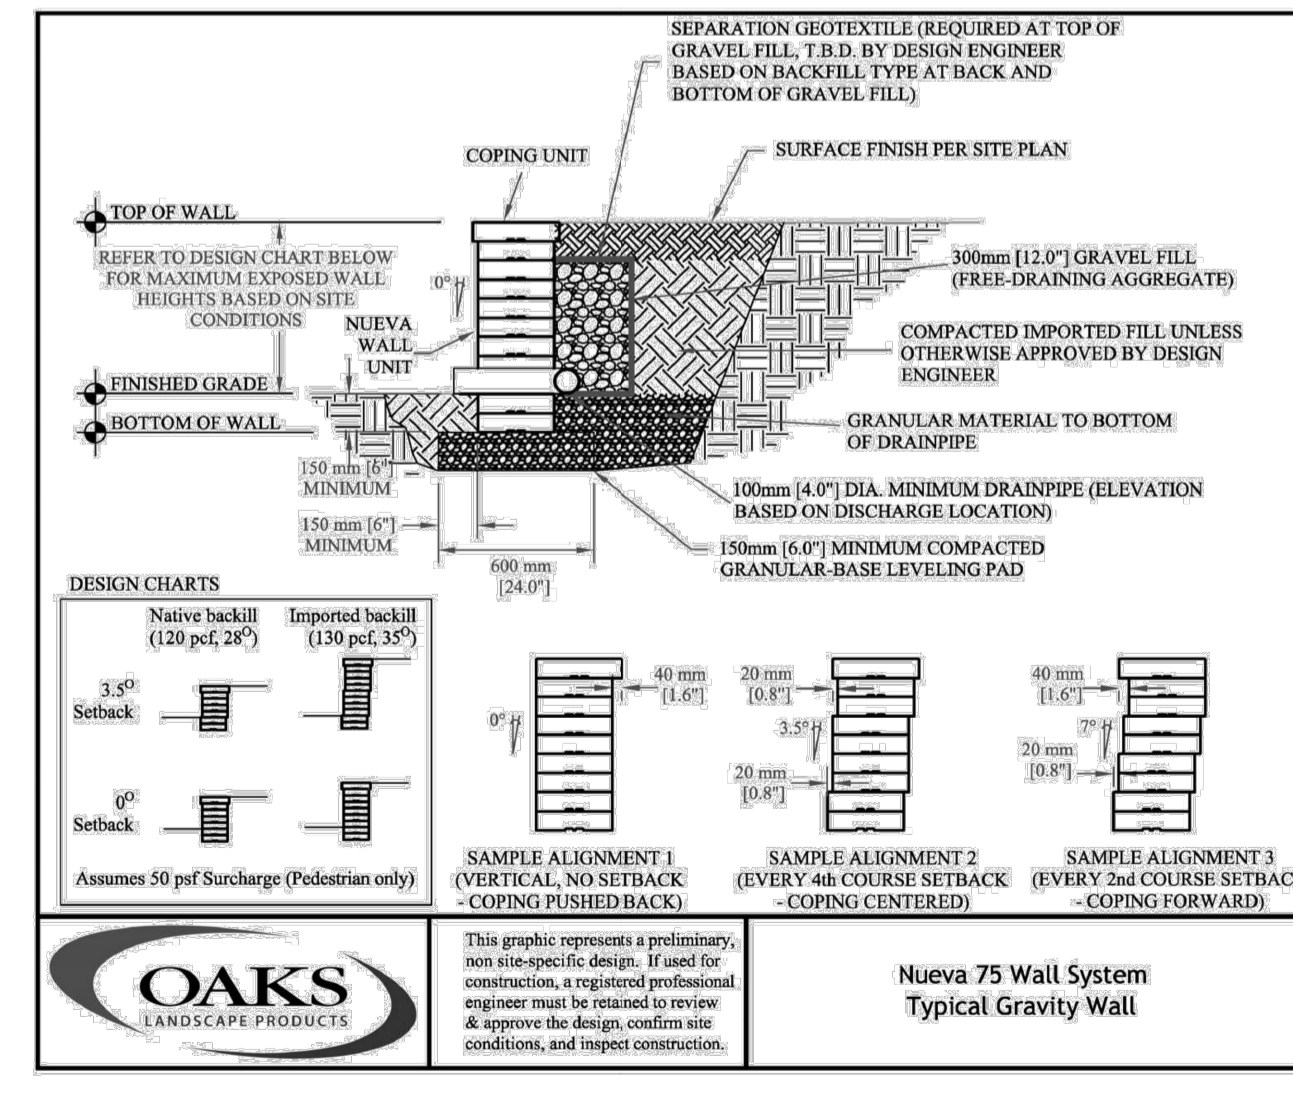 SEPARATION GEOTEXTILE (REQUIRED AT TOP OF
GRAVEL FILL, T.B.D. BY DESIGN ENGINEER
BASED ON BACKFILL TYPE AT BACK AND
BOTTOM OF GRAVEL FILL)
COPING UNIT
SURFACE FINISH PER SITE PLAN
TOP OF WALL
REFER TO DESIGN CHART BELOW
FOR MAXIMUM EXPOSED WALL
HEIGHTS BASED ON SITE
CONDITIONS
0°
300mm [12.0"] GRAVEL FILL
(FREE-DRAINING AGGREGATE)
NUEVA
WALL
UNIT
COMPACTED IMPORTED FILL UNLESS
OTHERWISE APPROVED BY DESIGN
ENGINEER
FINISHED GRADE
BOTTOM OF WALL
GRANULAR MATERIAL TO BOTTOM
OF DRAINPIPE
150 mm [6"]
MINIMUM
100mm [4.0"] DIA. MINIMUM DRAINPIPE (ELEVATION
BASED ON DISCHARGE LOCATION)
150 mm [6"]
MINIMUM
150mm [6.0"] MINIMUM COMPACTED
GRANULAR-BASE LEVELING PAD
600 mm
[24.0"]
DESIGN CHARTS
Native backill
(120 pcf, 28O)
Imported backill
(130 pcf, 35O)
3.5O
Setback
0O
Setback
Assumes 50 psf Surcharge (Pedestrian only)
40 mm
[1.6"]
0°
SAMPLE ALIGNMENT 1
(VERTICAL, NO SETBACK
- COPING PUSHED BACK)
20 mm
[0.8"]
3.5°
20 mm
[0.8"]
SAMPLE ALIGNMENT 2
(EVERY 4th COURSE SETBACK
- COPING CENTERED)
40 mm
[1.6"]
7°
20 mm
[0.8"]
SAMPLE ALIGNMENT 3
(EVERY 2nd COURSE SETBAC
- COPING FORWARD)
OAKS
LANDSCAPE PRODUCTS
This graphic represents a preliminary,
non site-specific design. If used for
construction, a registered professional
engineer must be retained to review
& approve the design, confirm site
conditions, and inspect construction.
Nueva 75 Wall System
Typical Gravity Wall